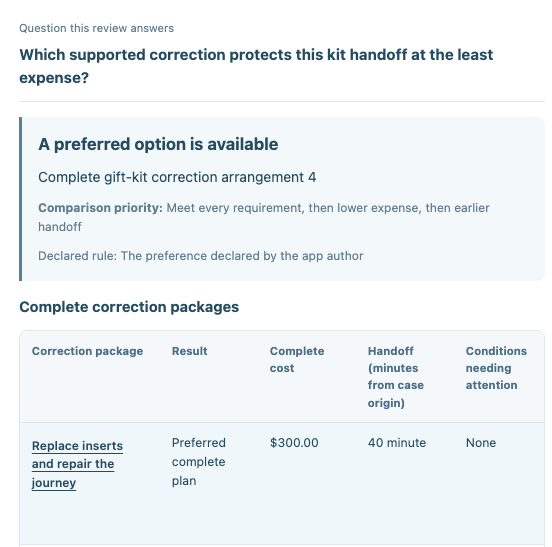 Question this review answers
Which supported correction protects this kit handoff at the least
expense?
A preferred option is available
Complete gift-kit correction arrangement 4
Comparison priority: Meet every requirement, then lower expense, then earlier
handoff
Declared rule: The preference declared by the app author
Complete correction packages
Correction package
Result
Complete
cost
Handoff
(minutes
from case
origin)
Conditions
needing
attention
Replace inserts
and repair the
journey
Preferred
complete
plan
$300.00
40 minute
None